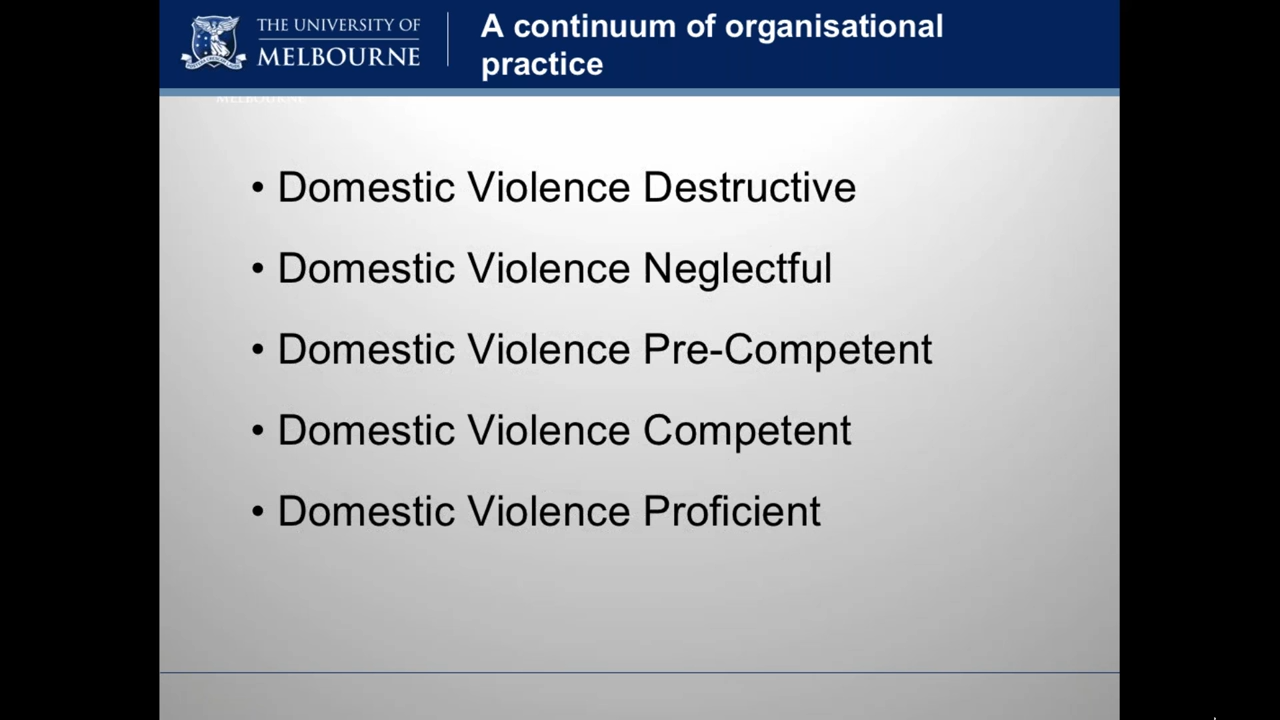 THE UNIVERSITY OF
MELBOURNE
A continuum of organisational
practice
MELBOURNE
• Domestic Violence Destructive
• Domestic Violence Neglectful
• Domestic Violence Pre-Competent
• Domestic Violence Competent
• Domestic Violence Proficient